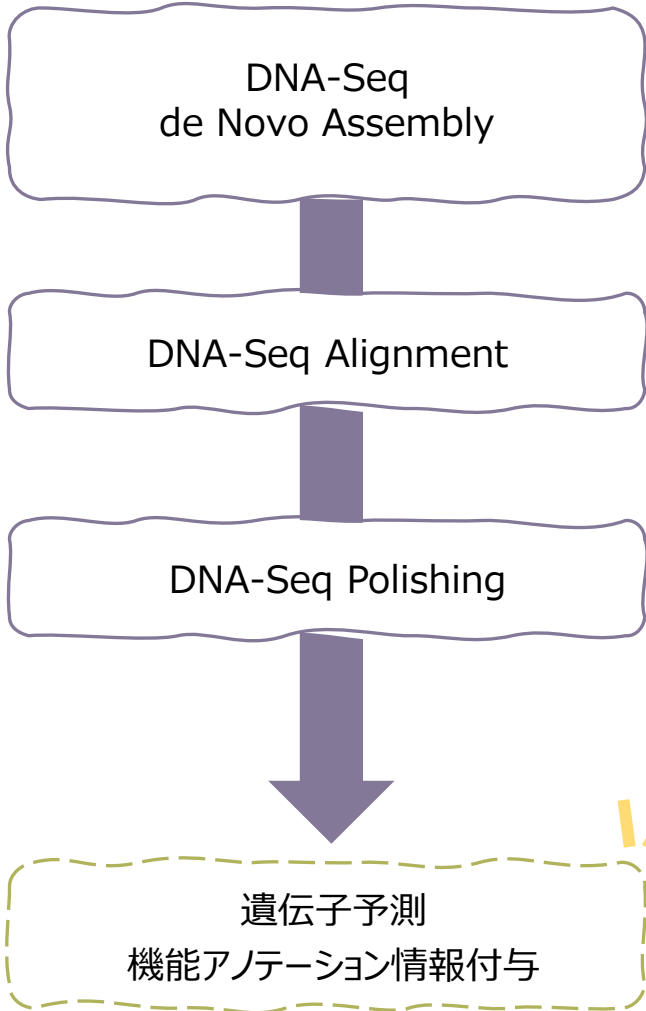 DNA-Seq
de Novo Assembly
DNA-Seq Alignment
DNA-Seq Polishing
遺伝子予測
機能アノテーション情報付与